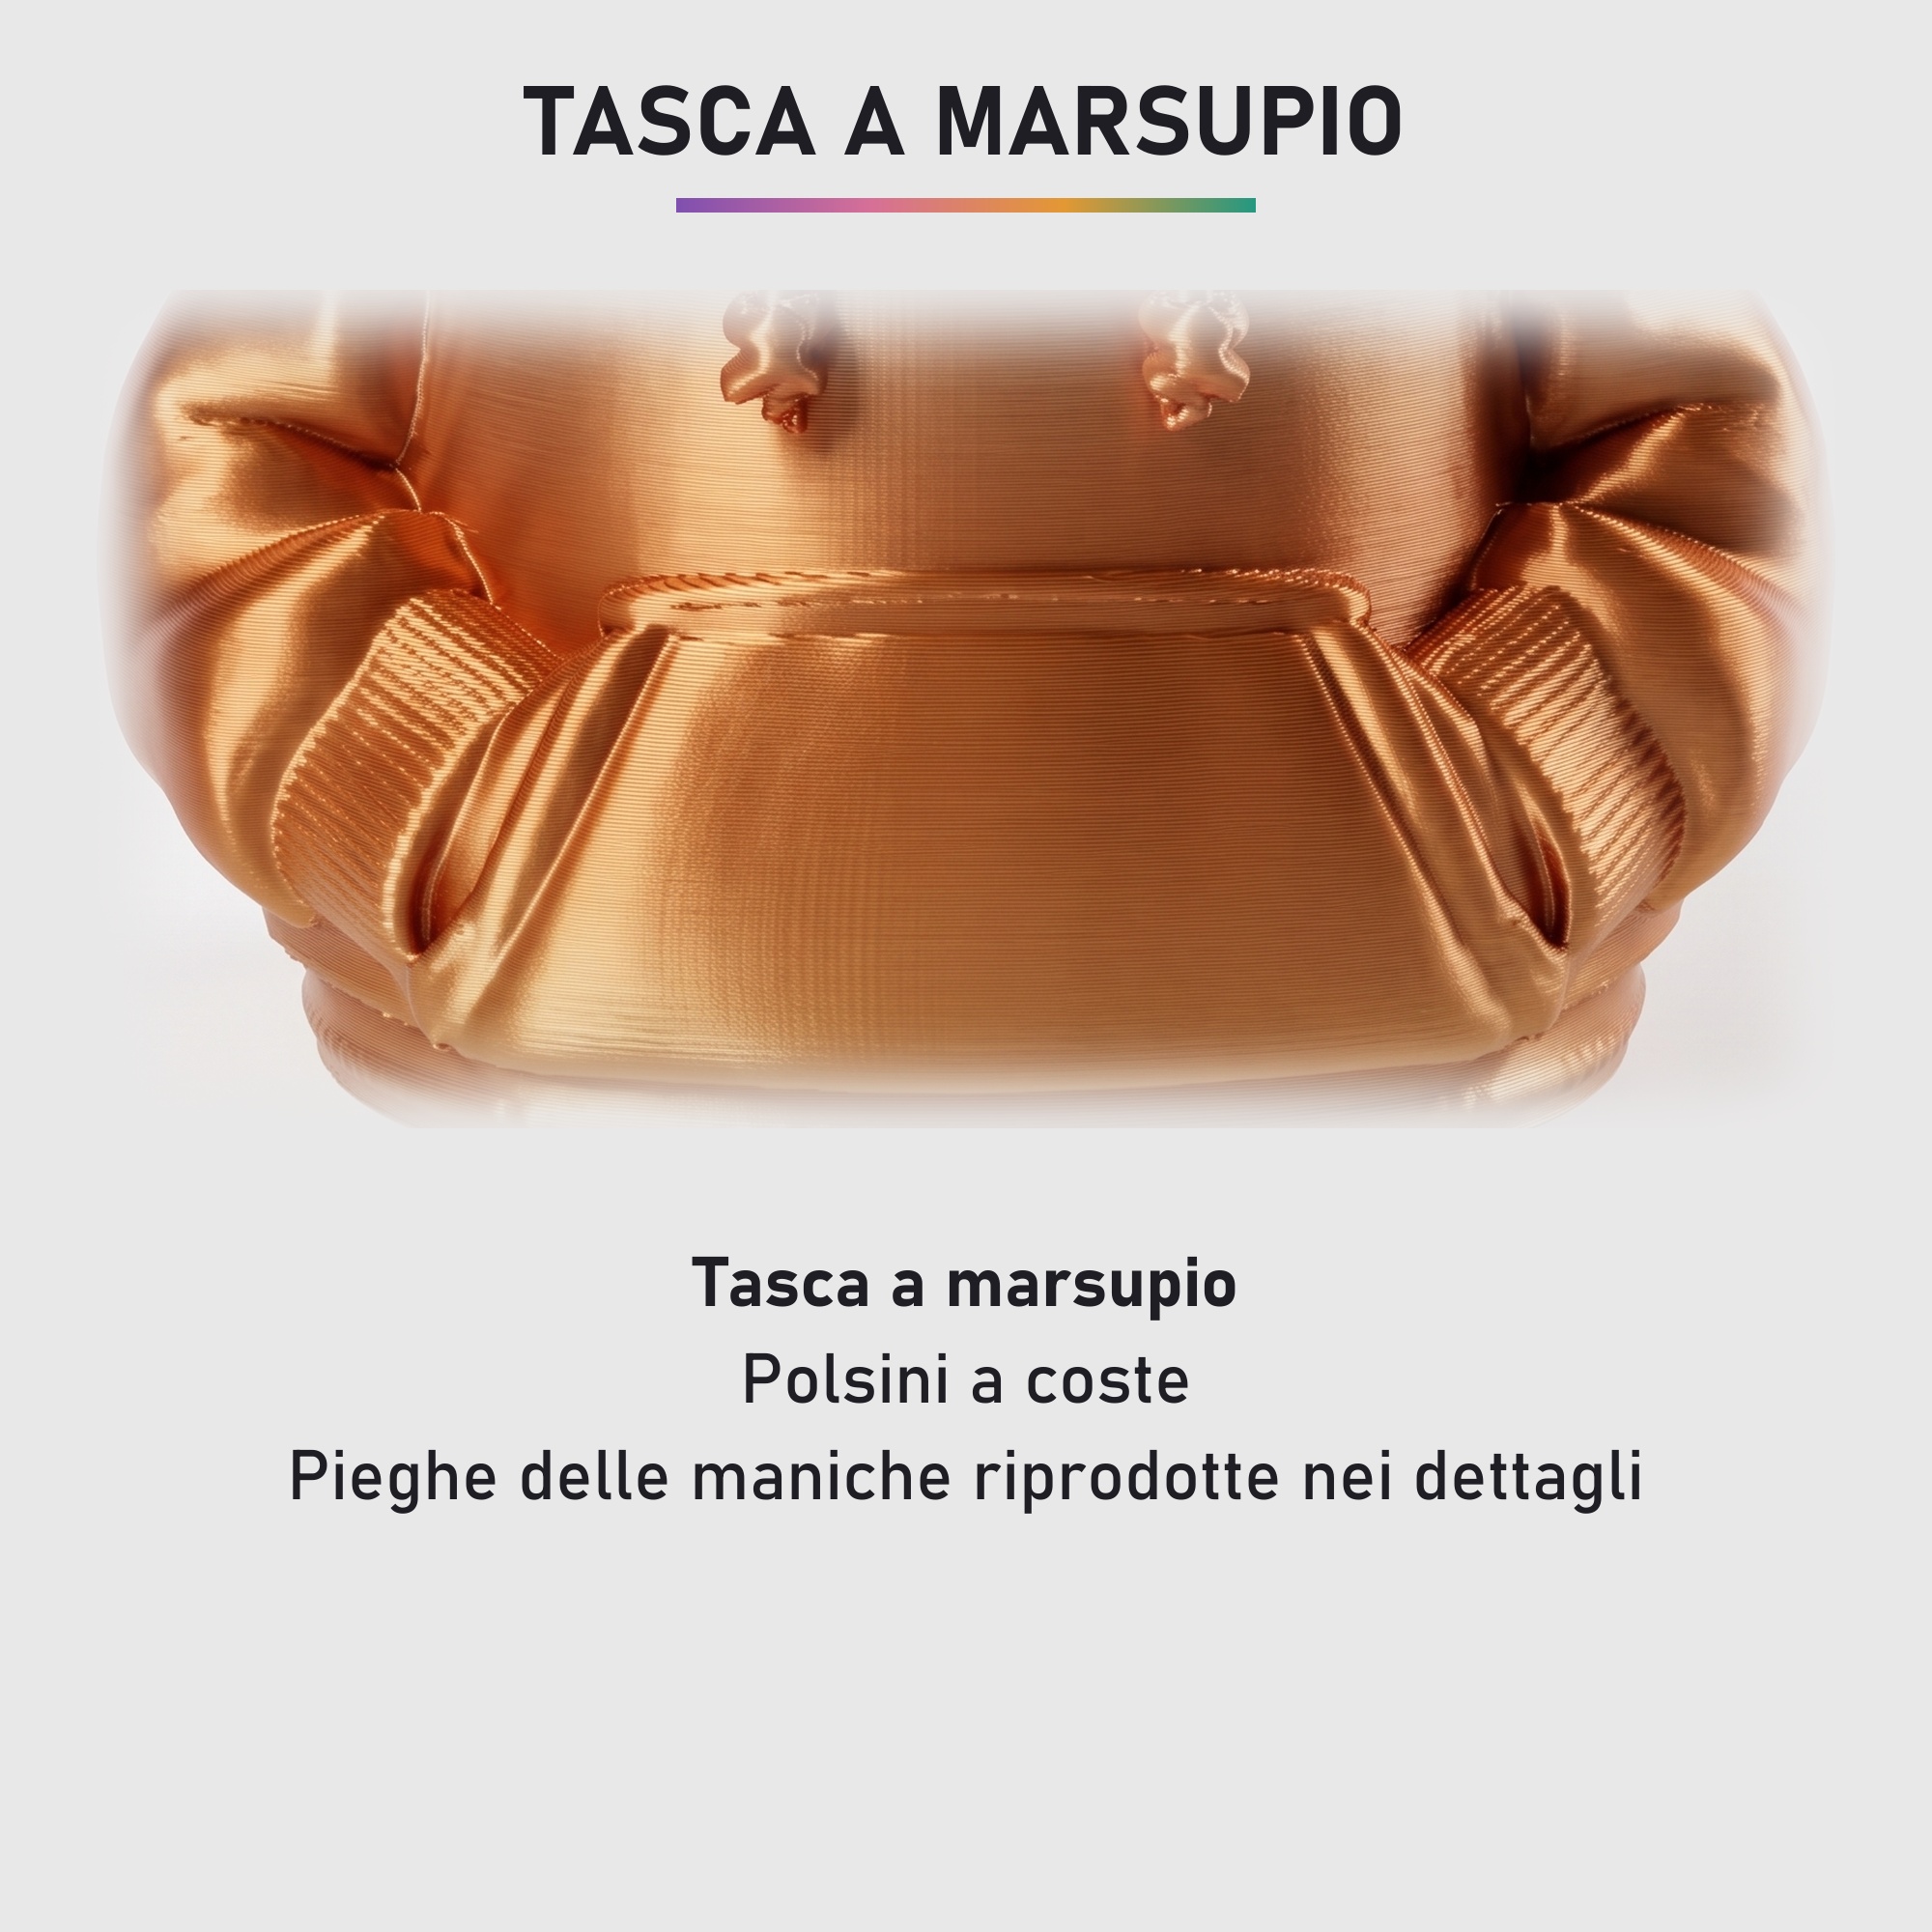 TASCA A MARSUPIO
Tasca a marsupio
Polsini a coste
Pieghe delle maniche riprodotte nei dettagli